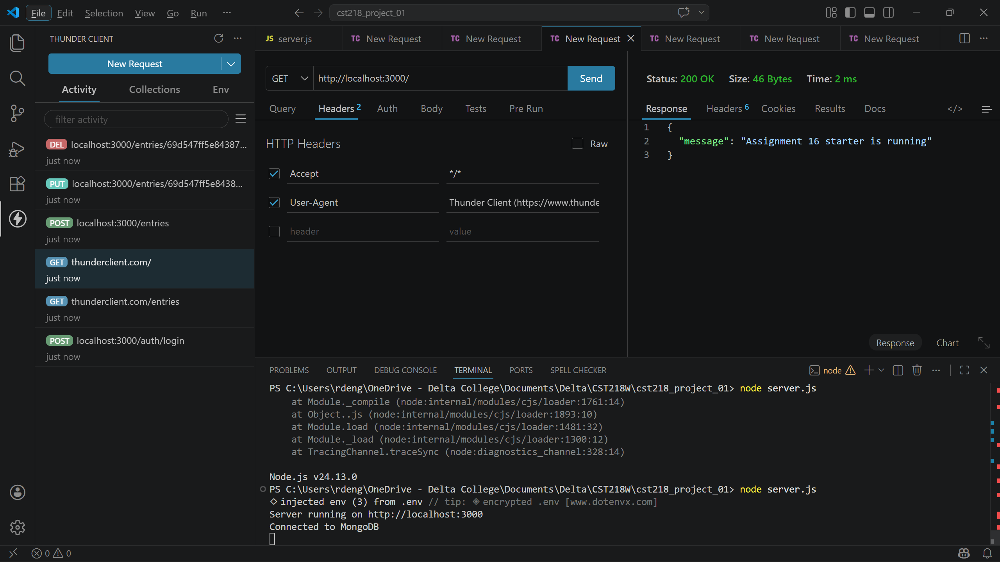 File Edit Selection View Go Run ···
cst218_project_01
THUNDER CLIENT
New Request
Activity Collections Env
filter activity
DEL localhost:3000/entries/69d547ff5e84387...
just now
PUT localhost:3000/entries/69d547ff5e8438...
just now
POST localhost:3000/entries
just now
GET thunderclient.com/
just now
GET thunderclient.com/entries
just now
POST localhost:3000/auth/login
just now
JS server.js TC New Request TC New Request TC New Request TC New Request TC New Request TC New Request
GET http://localhost:3000/ Send
Query Headers 2 Auth Body Tests Pre Run
HTTP Headers Raw
Accept */*
User-Agent Thunder Client (https://www.thunde
header value
Status: 200 OK Size: 46 Bytes Time: 2 ms
Response Headers 6 Cookies Results Docs </>
1 {
2 "message": "Assignment 16 starter is running"
3 }
Response Chart
PROBLEMS OUTPUT DEBUG CONSOLE TERMINAL PORTS SPELL CHECKER
node
PS C:\Users\rdeng\OneDrive - Delta College\Documents\Delta\CST218W\cst218_project_01> node server.js
at Module._compile (node:internal/modules/cjs/loader:1761:14)
at Object..js (node:internal/modules/cjs/loader:1893:10)
at Module.load (node:internal/modules/cjs/loader:1481:32)
at Module._load (node:internal/modules/cjs/loader:1300:12)
at TracingChannel.traceSync (node:diagnostics_channel:328:14)
Node.js v24.13.0
PS C:\Users\rdeng\OneDrive - Delta College\Documents\Delta\CST218W\cst218_project_01> node server.js
◇ injected env (3) from .env // tip: ◈ encrypted .env [www.dotenvx.com]
Server running on http://localhost:3000
Connected to MongoDB
0 0